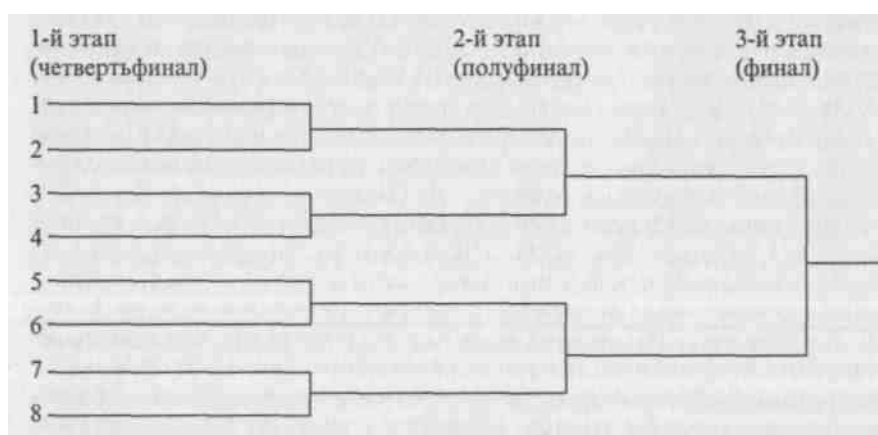 1-й этап
(четвертьфинал)
2-й этап
(полуфинал)
3-й этап
(финал)
1
2
3
4
5
6
7
8